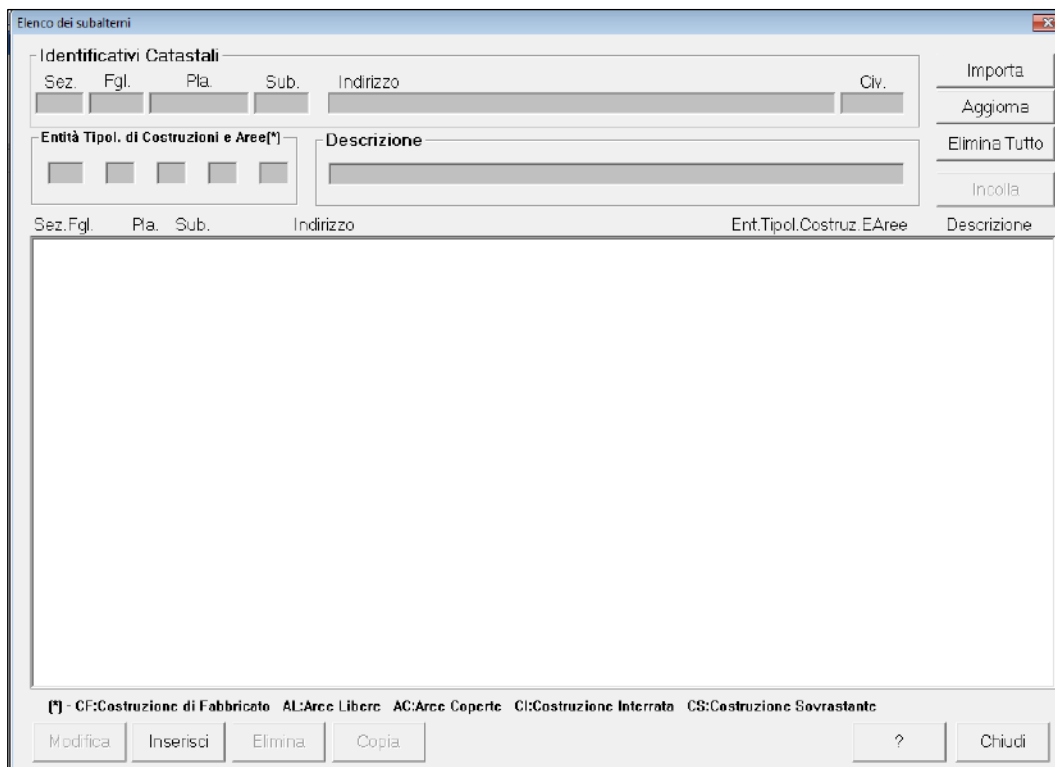 Elenco dei subalterni
Identificativi Catastali
Sez. Fgl. Pla. Sub. Indirizzo Civ.
Importa
Aggiorna
Entità Tipol. di Costruzioni e Aree(*)
Descrizione
Elimina Tutto
Incolla
Sez.Fgl. Pla. Sub. Indirizzo Ent.Tipol.Costruz.EAree Descrizione
(*) - CF:Costruzione di Fabbricato AL:Aree Libere AC:Aree Coperte CI:Costruzione Interrata CS:Costruzione Sovrastante
Modifica Inserisci Elimina Copia ? Chiudi